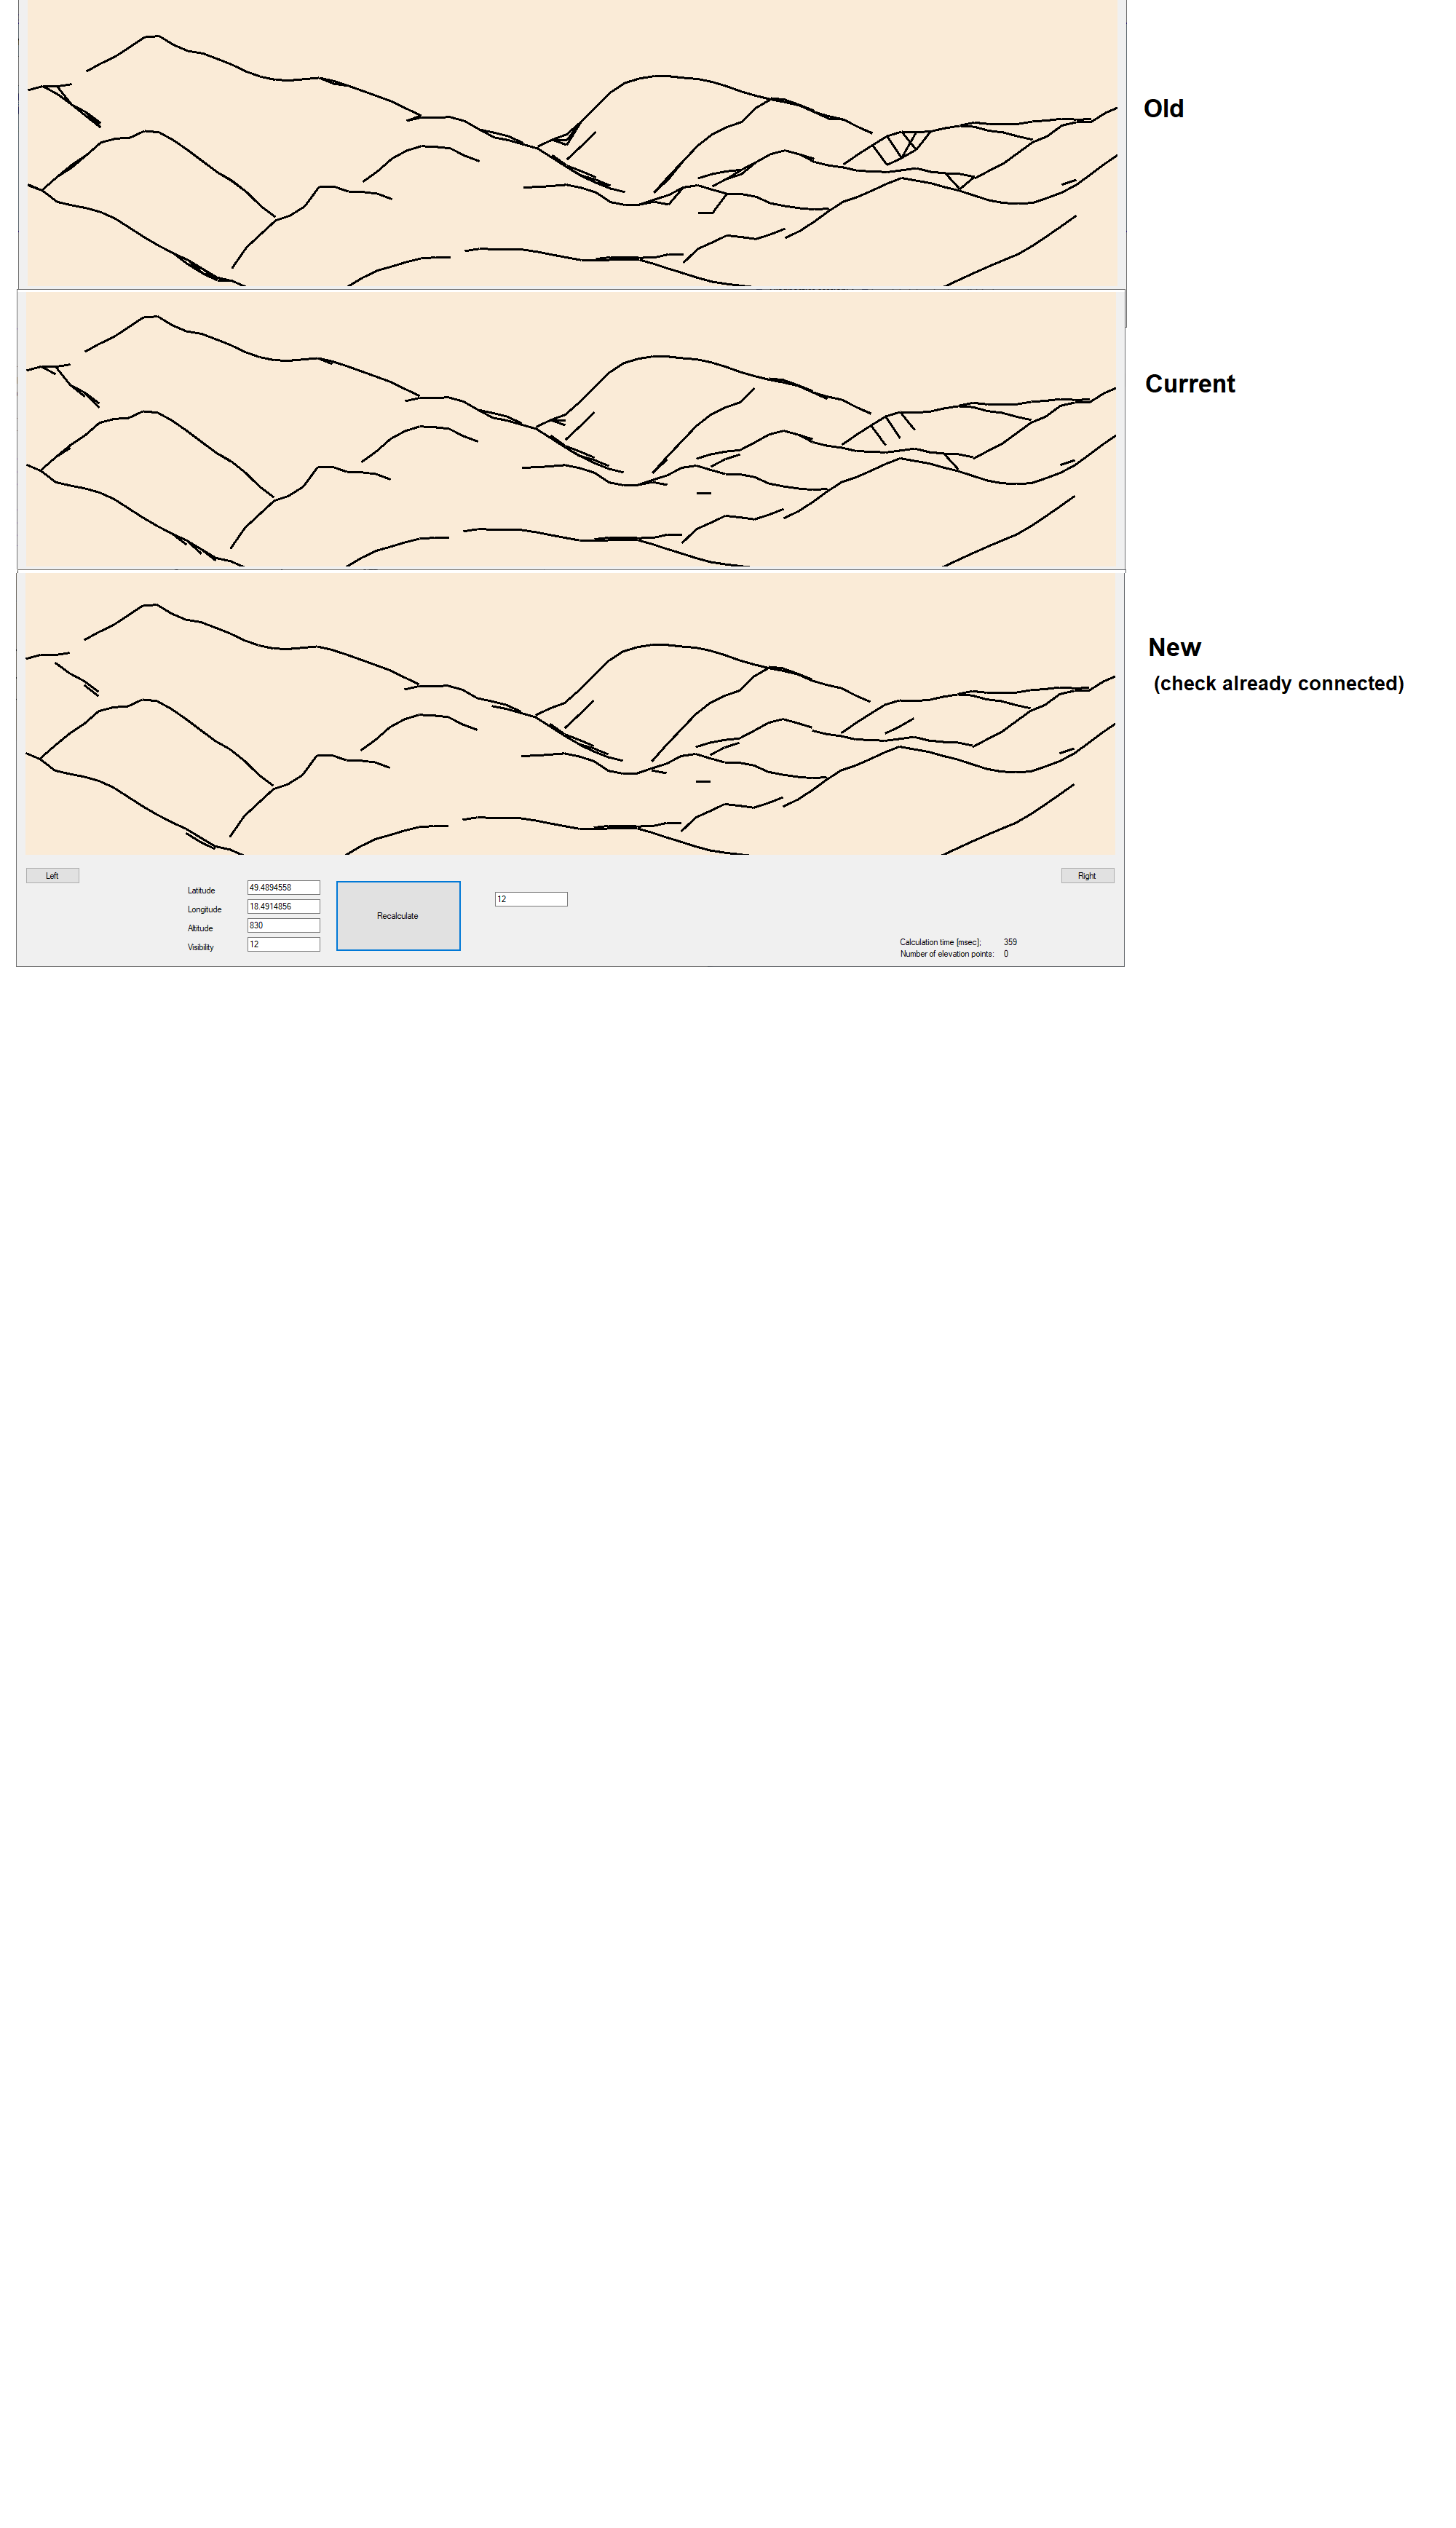 Old
Current
New
(check already connected)
Left
Right
Latitude
49.4894558
Longitude
18.4914856
Altitude
830
Visibility
12
Recalculate
12
Calculation time [msec]: 359
Number of elevation points: 0